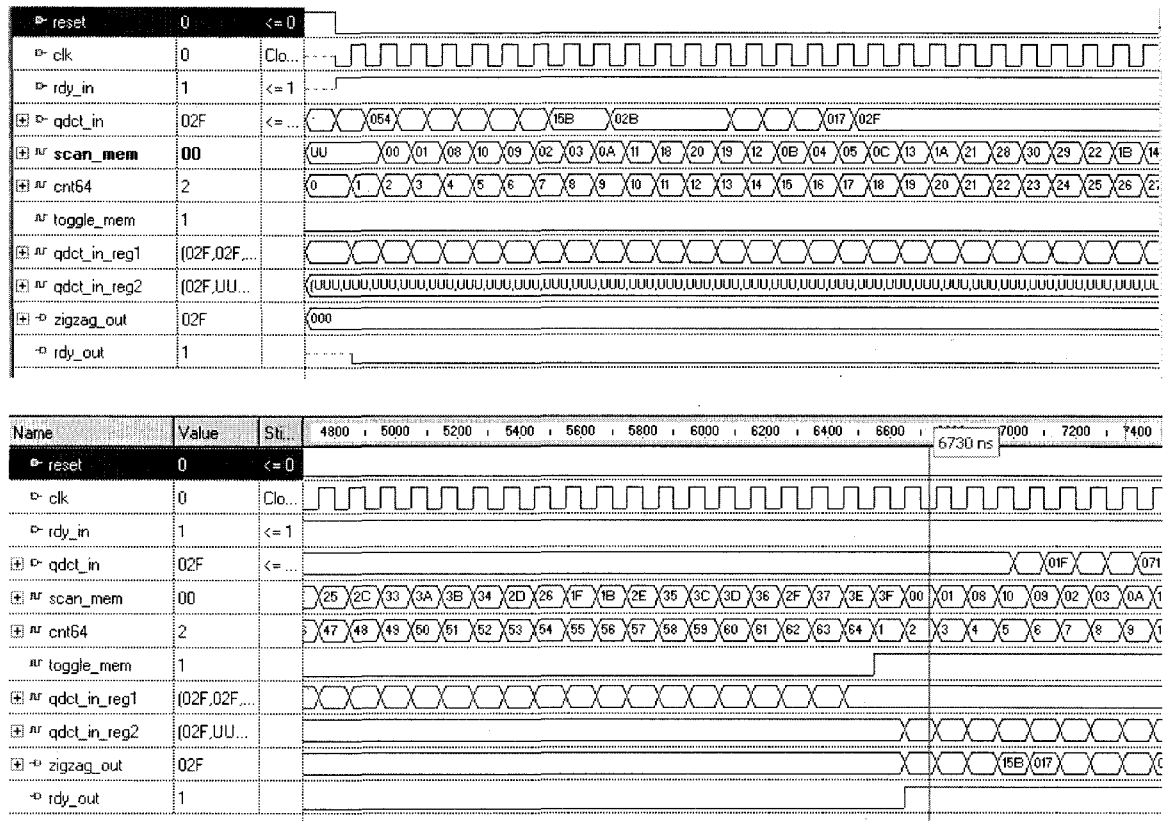 reset 0 <= 0
clk 0 Clo...
rdy_in 1 <= 1
qdct_in 02F <= ... 054 15B 02B 017 02F
scan_mem 00 UU 00 01 08 10 09 02 03 0A 11 18 20 19 12 0B 04 05 0C 13 1A 21 28 30 29 22 1B 14
cnt64 2 0 1 2 3 4 5 6 7 8 9 10 11 12 13 14 15 16 17 18 19 20 21 22 23 24 25 26
toggle_mem 1
qdct_in_reg1 (02F,02F,...
qdct_in_reg2 (02F,UU...
zigzag_out 02F 000
rdy_out 1
Name Value Sti... 4800 5000 5200 5400 5600 5800 6000 6200 6400 6600 7000 7200 7400
6730 ns
reset 0 <= 0
clk 0 Clo...
rdy_in 1 <= 1
qdct_in 02F <= ... 01F 071
scan_mem 00 25 2C 33 3A 3B 34 2D 26 1F 1B 2E 35 3C 3D 36 2F 37 3E 3F 00 01 08 10 09 02 03 0A
cnt64 2 47 48 49 50 51 52 53 54 55 56 57 58 59 60 61 62 63 64 1 2 3 4 5 6 7 8 9
toggle_mem 1
qdct_in_reg1 (02F,02F,...
qdct_in_reg2 (02F,UU...
zigzag_out 02F 15B 017
rdy_out 1